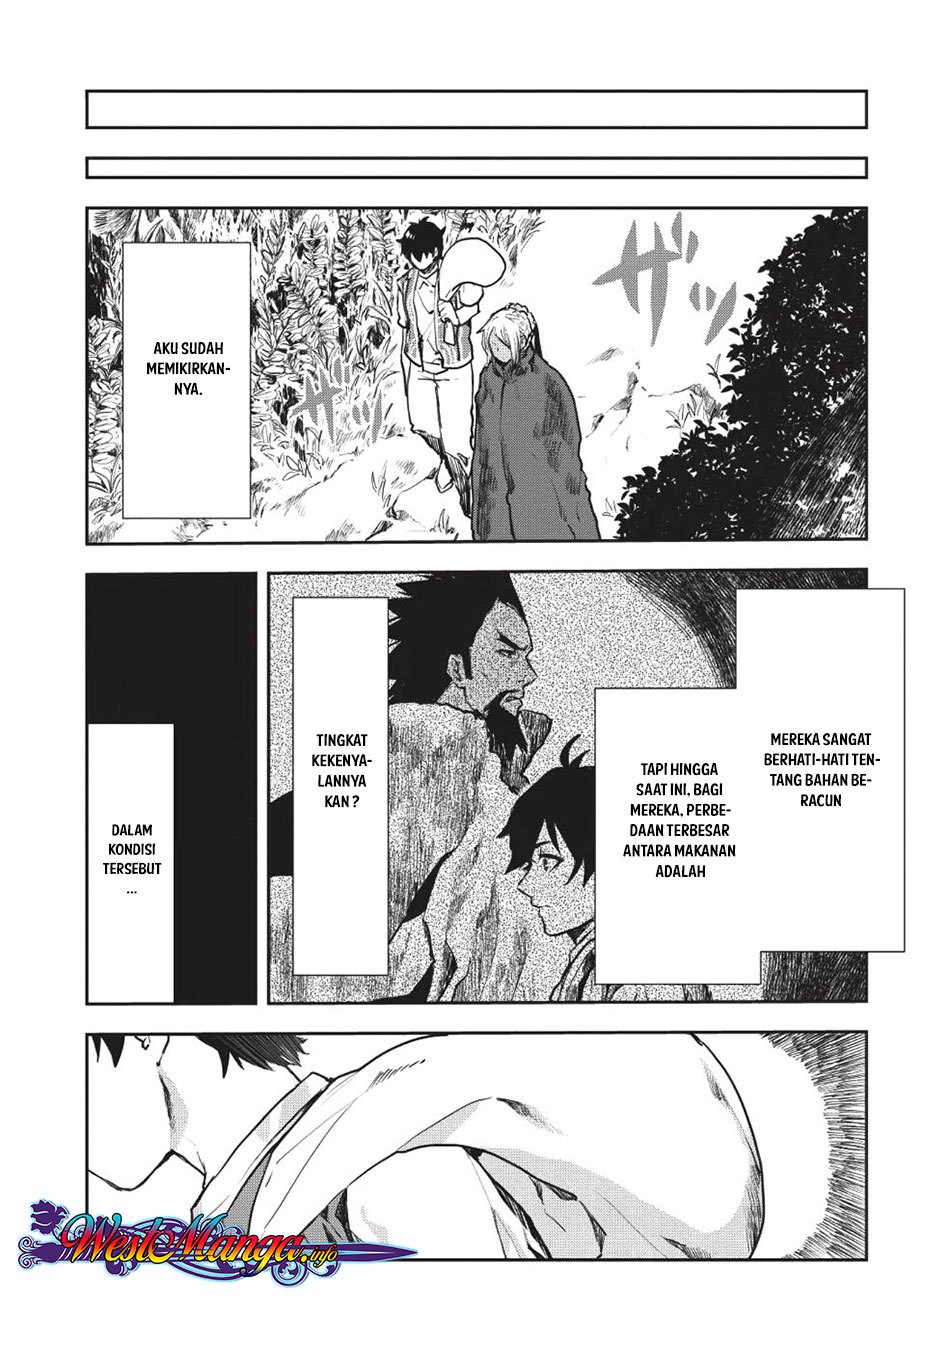 ザッ
ザッ
AKU SUDAH
MEMIKIRKAN-
NYA.
MEREKA SANGAT
BERHATI-HATI TEN-
TANG BAHAN BE-
RACUN
TAPI HINGGA
SAAT INI, BAGI
MEREKA, PERBE-
DAAN TERBESAR
ANTARA MAKANAN
ADALAH
TINGKAT
KEKENYA-
LANNYA
KAN ?
DALAM
KONDISI
TERSEBUT
...
WestManga.info